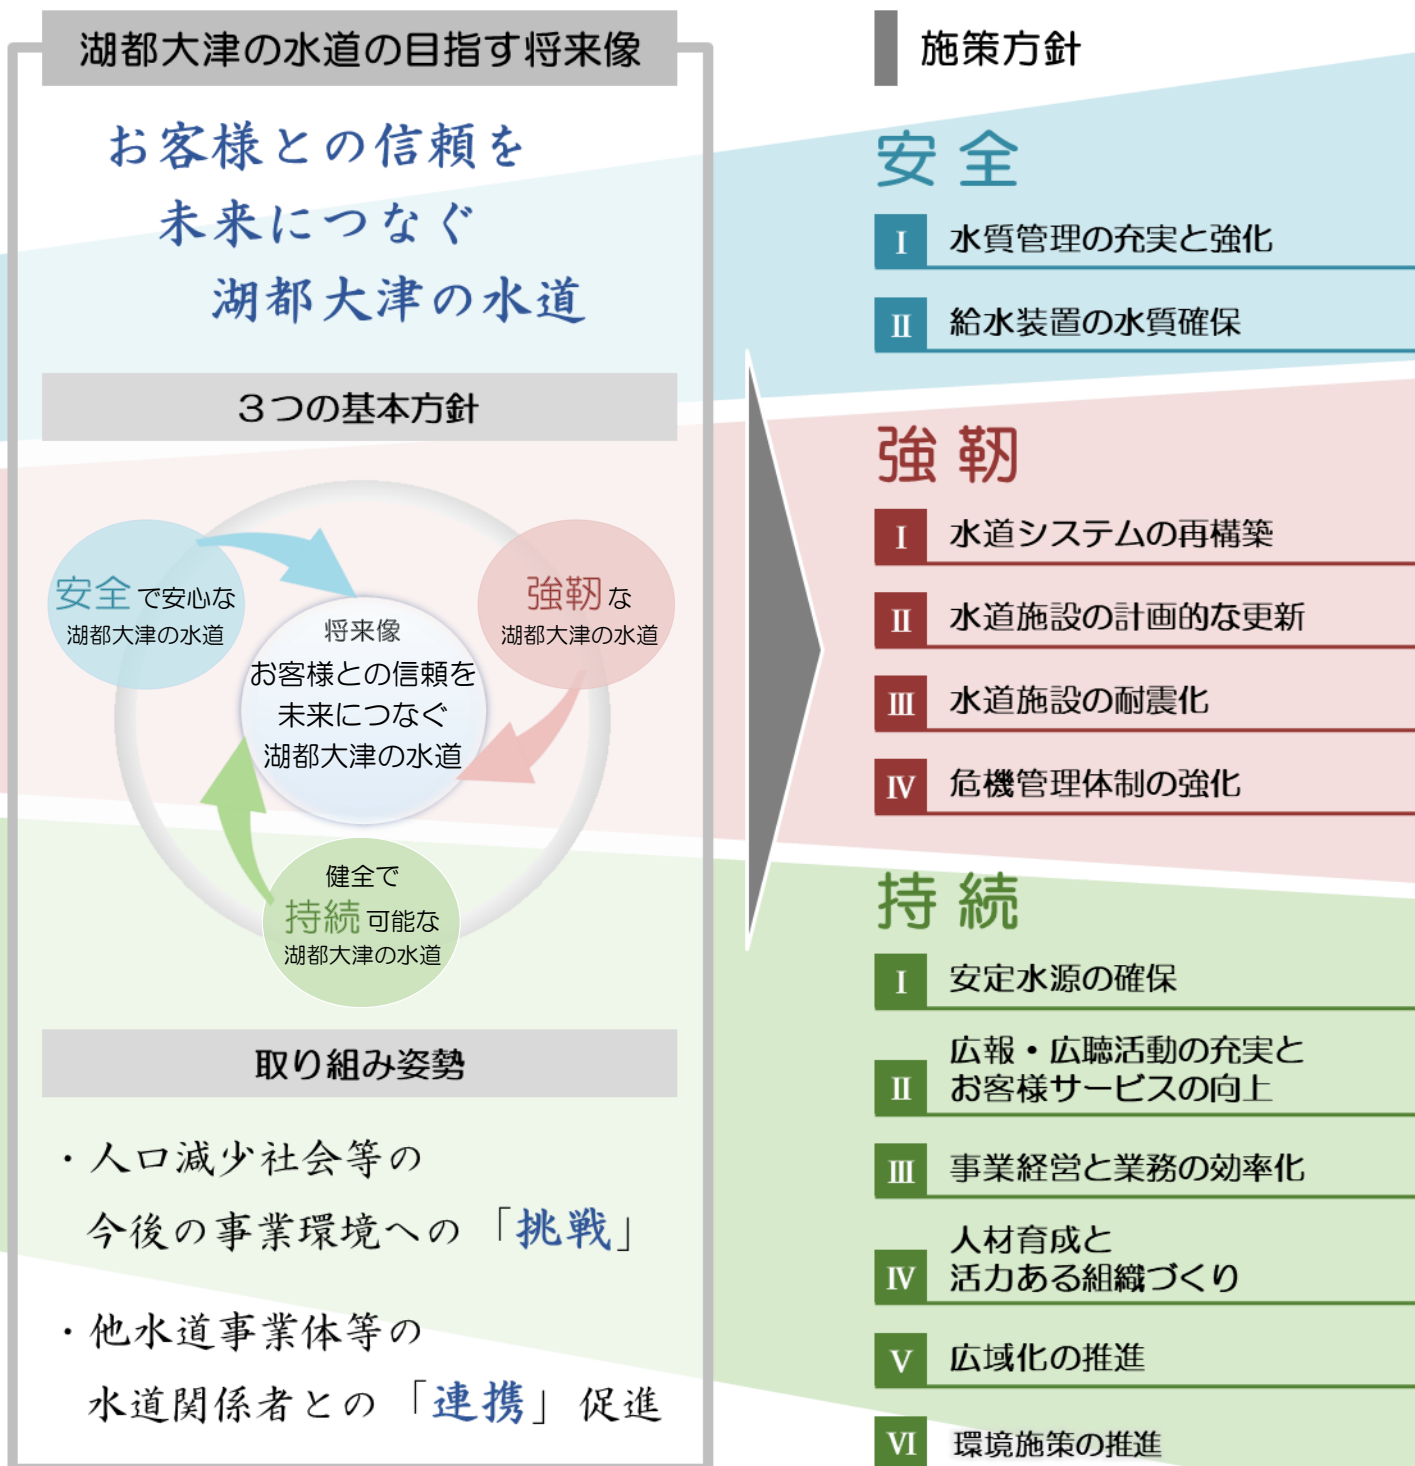 湖都大津の水道の目指す将来像
お客様との信頼を
未来につなぐ
湖都大津の水道
3つの基本方針
安全で安心な
湖都大津の水道
強靭な
湖都大津の水道
将来像
お客様との信頼を
未来につなぐ
湖都大津の水道
健全で
持続可能な
湖都大津の水道
取り組み姿勢
・人口減少社会等の
今後の事業環境への「挑戦」
・他水道事業体等の
水道関係者との「連携」促進
施策方針
安全
Ⅰ 水質管理の充実と強化
Ⅱ 給水装置の水質確保
強靭
Ⅰ 水道システムの再構築
Ⅱ 水道施設の計画的な更新
Ⅲ 水道施設の耐震化
Ⅳ 危機管理体制の強化
持続
Ⅰ 安定水源の確保
Ⅱ 広報・広聴活動の充実と
お客様サービスの向上
Ⅲ 事業経営と業務の効率化
Ⅳ 人材育成と
活力ある組織づくり
Ⅴ 広域化の推進
Ⅵ 環境施策の推進